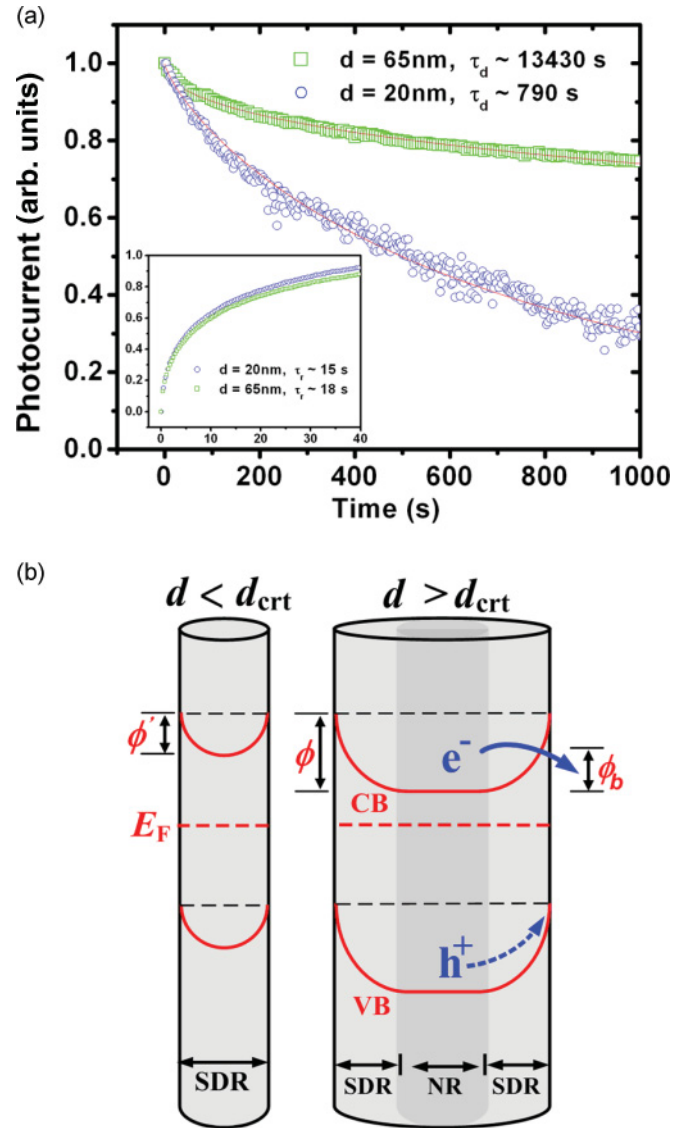 (a)
d = 65nm, τd ~ 13430 s
d = 20nm, τd ~ 790 s
Photocurrent (arb. units)
1.0
0.8
0.6
0.4
0.2
0.0
1.0
0.8
0.6
0.4
0.2
0.0
d = 20nm, τr ~ 15 s
d = 65nm, τr ~ 18 s
0 10 20 30 40
0 200 400 600 800 1000
Time (s)
(b)
d < dcrt d > dcrt
ϕ′ ϕ e- ϕb
CB
EF
h+
VB
SDR SDR NR SDR